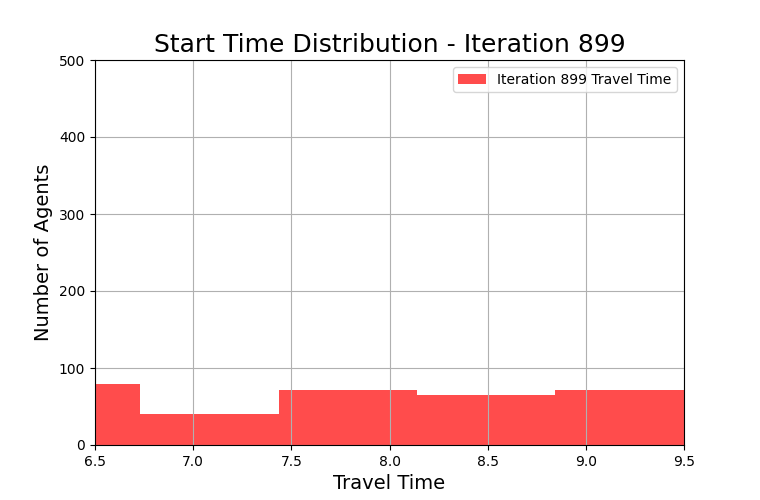 Start Time Distribution - Iteration 899
500
Iteration 899 Travel Time
400
300
200
100
0
Number of Agents
6.5 7.0 7.5 8.0 8.5 9.0 9.5
Travel Time